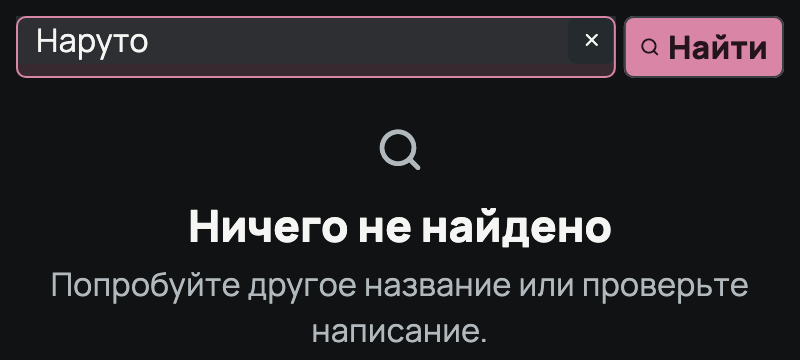 Наруто
Найти
Ничего не найдено
Попробуйте другое название или проверьте
написание.